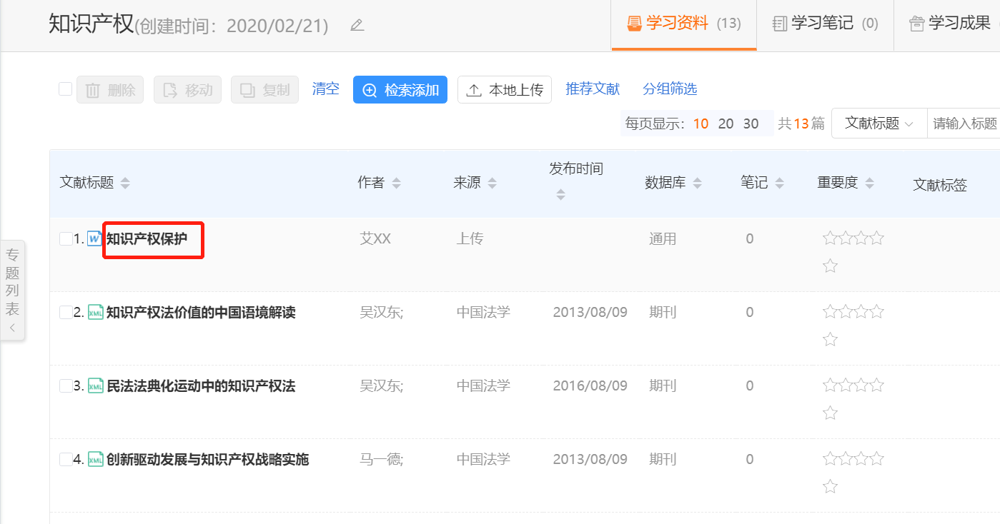 知识产权(创建时间：2020/02/21)
学习资料 (13) 学习笔记 (0) 学习成果
删除 移动 复制 清空 检索添加 本地上传 推荐文献 分组筛选
每页显示： 10 20 30 共13篇 文献标题 请输入标题
文献标题 作者 来源 发布时间 数据库 笔记 重要度 文献标签
1. W 知识产权保护 艾XX 上传 通用 0
2. XML 知识产权法价值的中国语境解读 吴汉东; 中国法学 2013/08/09 期刊 0
3. XML 民法法典化运动中的知识产权法 吴汉东; 中国法学 2016/08/09 期刊 0
4. XML 创新驱动发展与知识产权战略实施 马一德; 中国法学 2013/08/09 期刊 0
专题列表